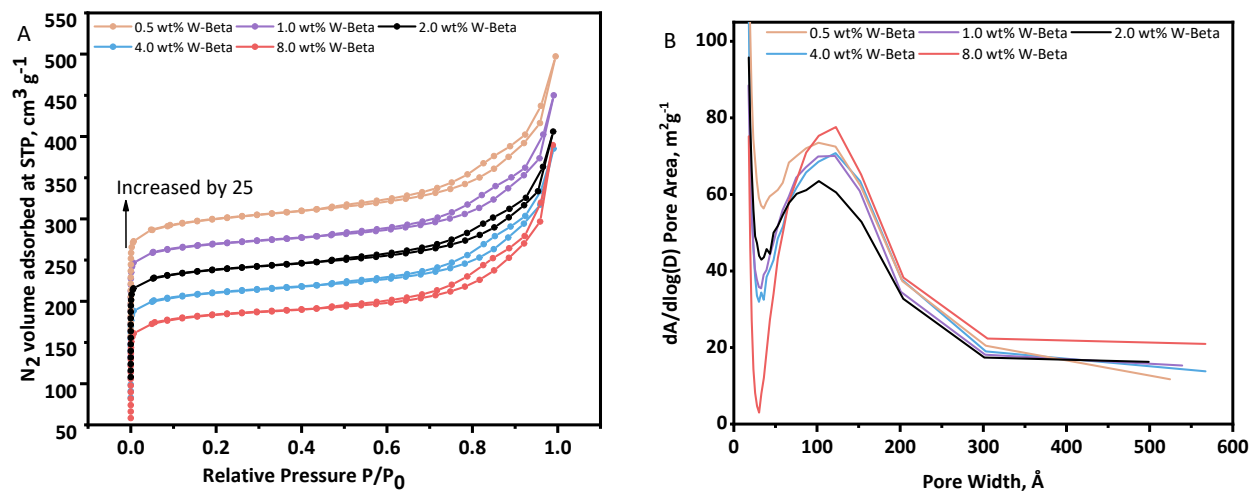 A
0.5 wt% W-Beta 1.0 wt% W-Beta 2.0 wt% W-Beta
4.0 wt% W-Beta 8.0 wt% W-Beta
500
450
400
350
300
250
200
150
100
50
N2 volume adsorbed at STP, cm3 g-1
Increased by 25
0.0 0.2 0.4 0.6 0.8 1.0
Relative Pressure P/P0
B
0.5 wt% W-Beta 1.0 wt% W-Beta 2.0 wt% W-Beta
4.0 wt% W-Beta 8.0 wt% W-Beta
100
80
60
40
20
0
dA/dlog(D) Pore Area, m2g-1
0 100 200 300 400 500 600
Pore Width, Å